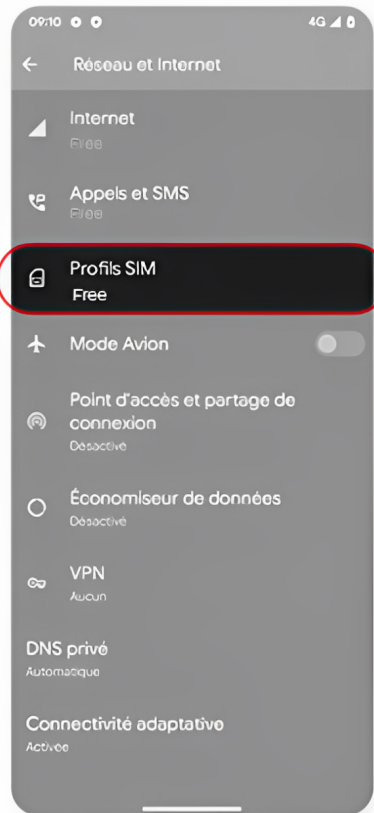 09:10
4G
Réseau et Internet
Internet
Free
Appels et SMS
Free
Profils SIM
Free
Mode Avion
Point d'accès et partage de
connexion
Désactivé
Économiseur de données
Désactivé
VPN
Aucun
DNS privé
Automatique
Connectivité adaptative
Activée